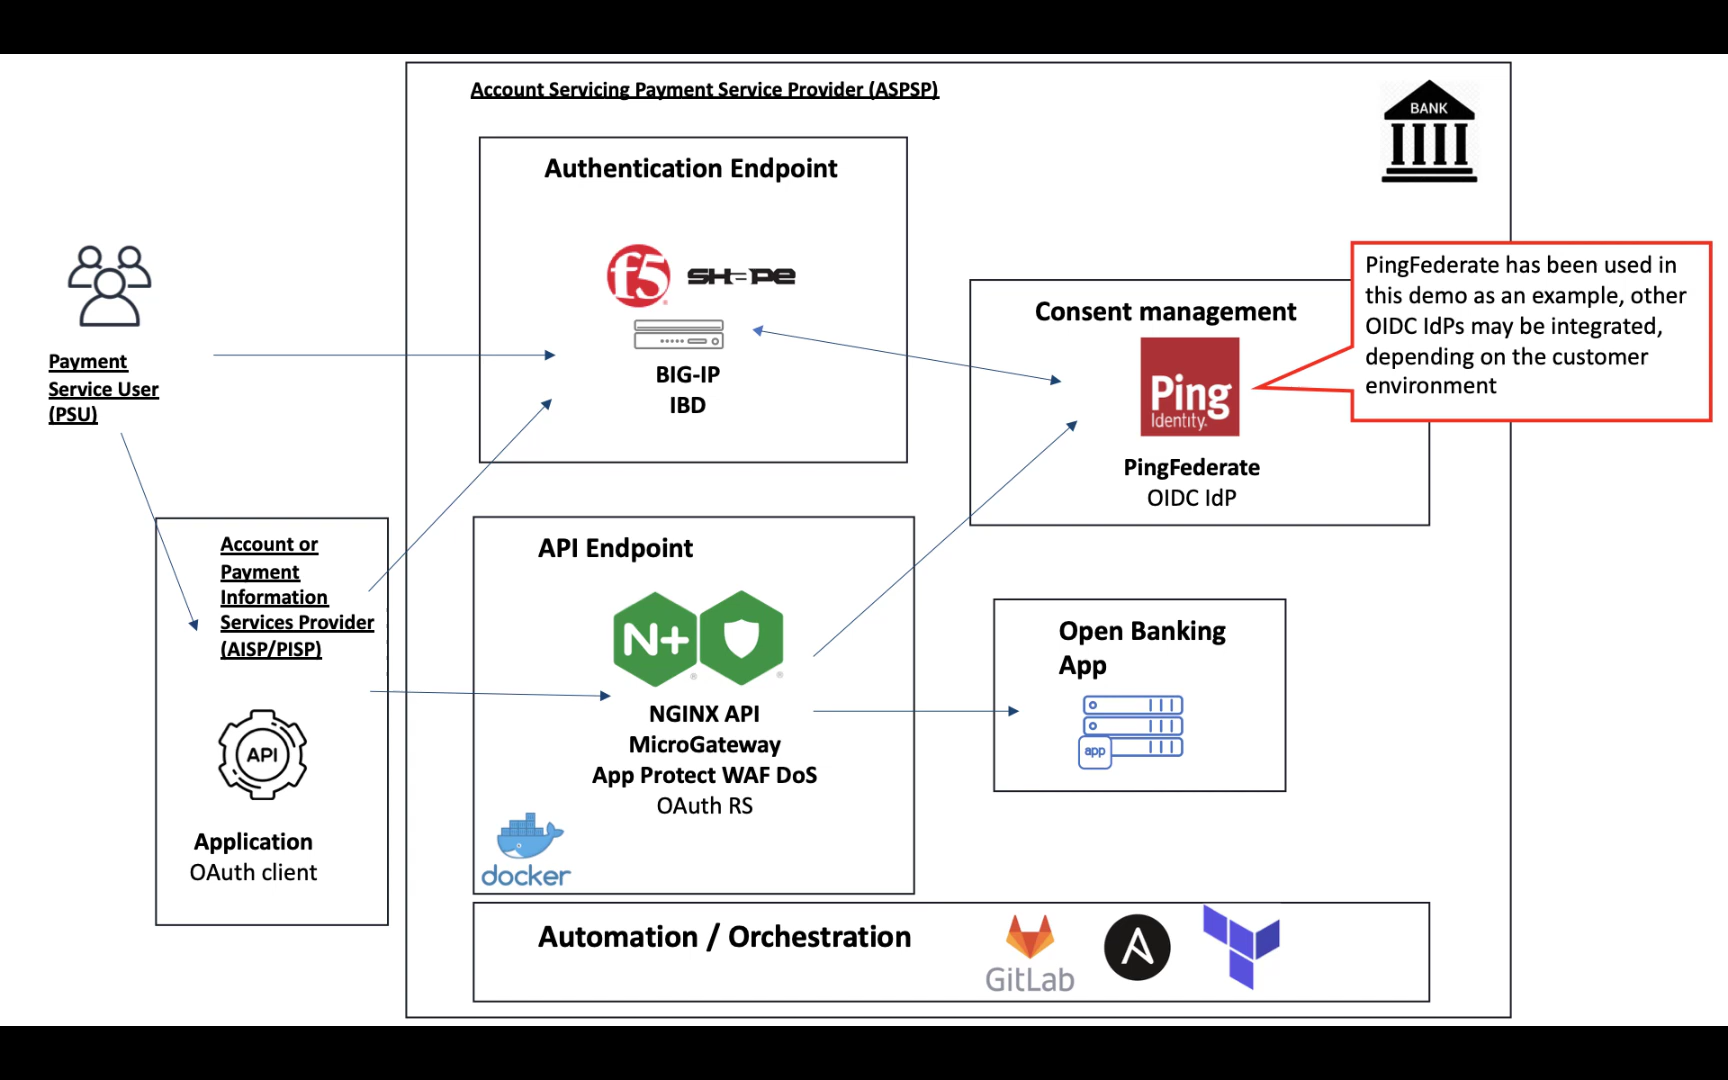 Account Servicing Payment Service Provider (ASPSP)
BANK
Authentication Endpoint
f5
SHAPE
BIG-IP
IBD
Payment
Service User
(PSU)
Consent management
Ping
Identity
PingFederate
OIDC IdP
PingFederate has been used in
this demo as an example, other
OIDC IdPs may be integrated,
depending on the customer
environment
Account or
Payment
Information
Services Provider
(AISP/PISP)
API
Application
OAuth client
API Endpoint
N+
NGINX API
MicroGateway
App Protect WAF DoS
OAuth RS
docker
Open Banking
App
app
Automation / Orchestration
GitLab
A